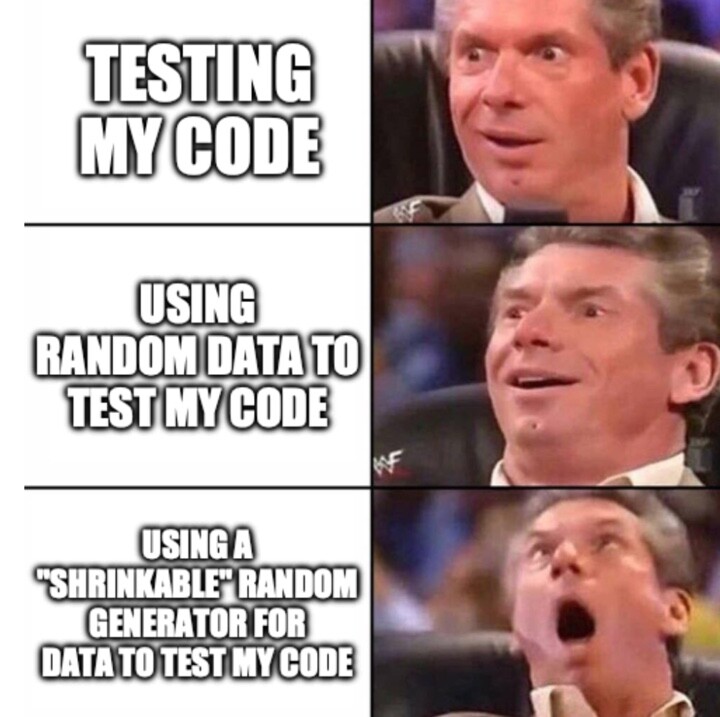 TESTING
MY CODE
USING
RANDOM DATA TO
TEST MY CODE
USING A
"SHRINKABLE" RANDOM
GENERATOR FOR
DATA TO TEST MY CODE